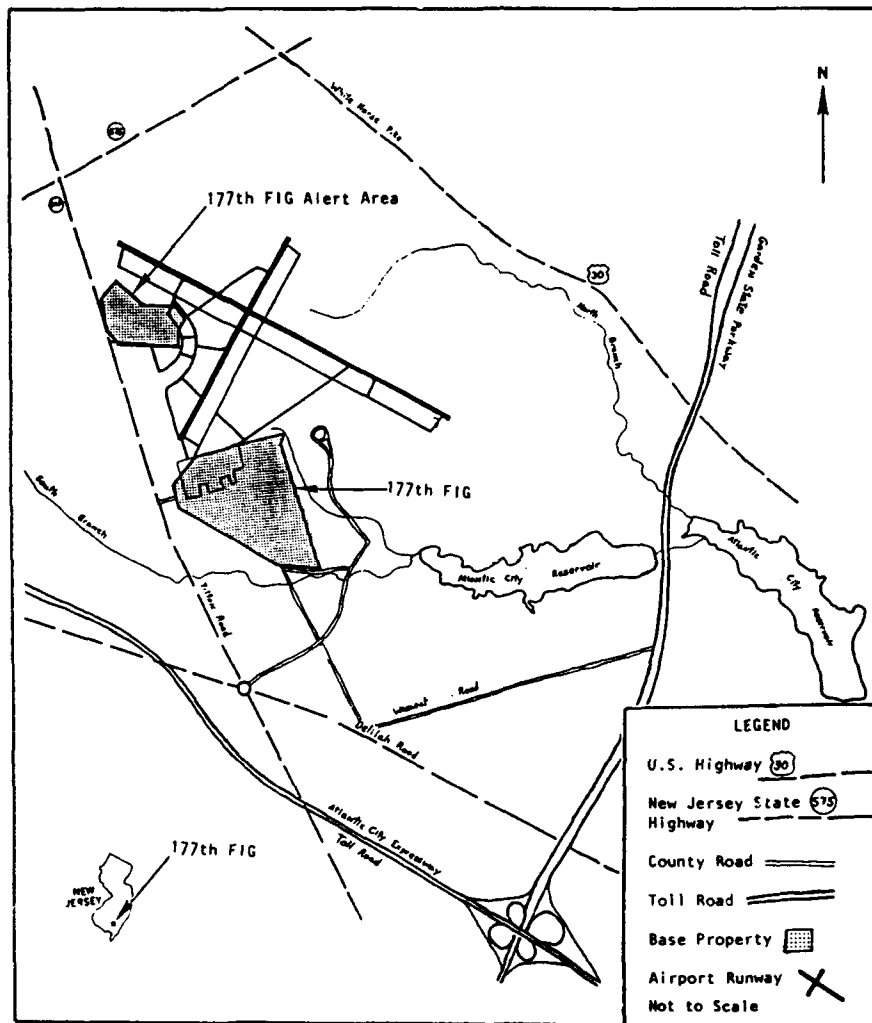 White Horse Pike
N
575
177th FIG Alert Area
30
Garden State Parkway
Toll Road
North
Branch
177th FIG
South
Branch
Atlantic City Reservoir
Atlantic
City
Reservoir
Tilton Road
Road
Delilah Road
Atlantic City Expressway
Toll Road
177th FIG
NEW
JERSEY
LEGEND
U.S. Highway 30
New Jersey State 575
Highway
County Road
Toll Road
Base Property
Airport Runway
Not to Scale